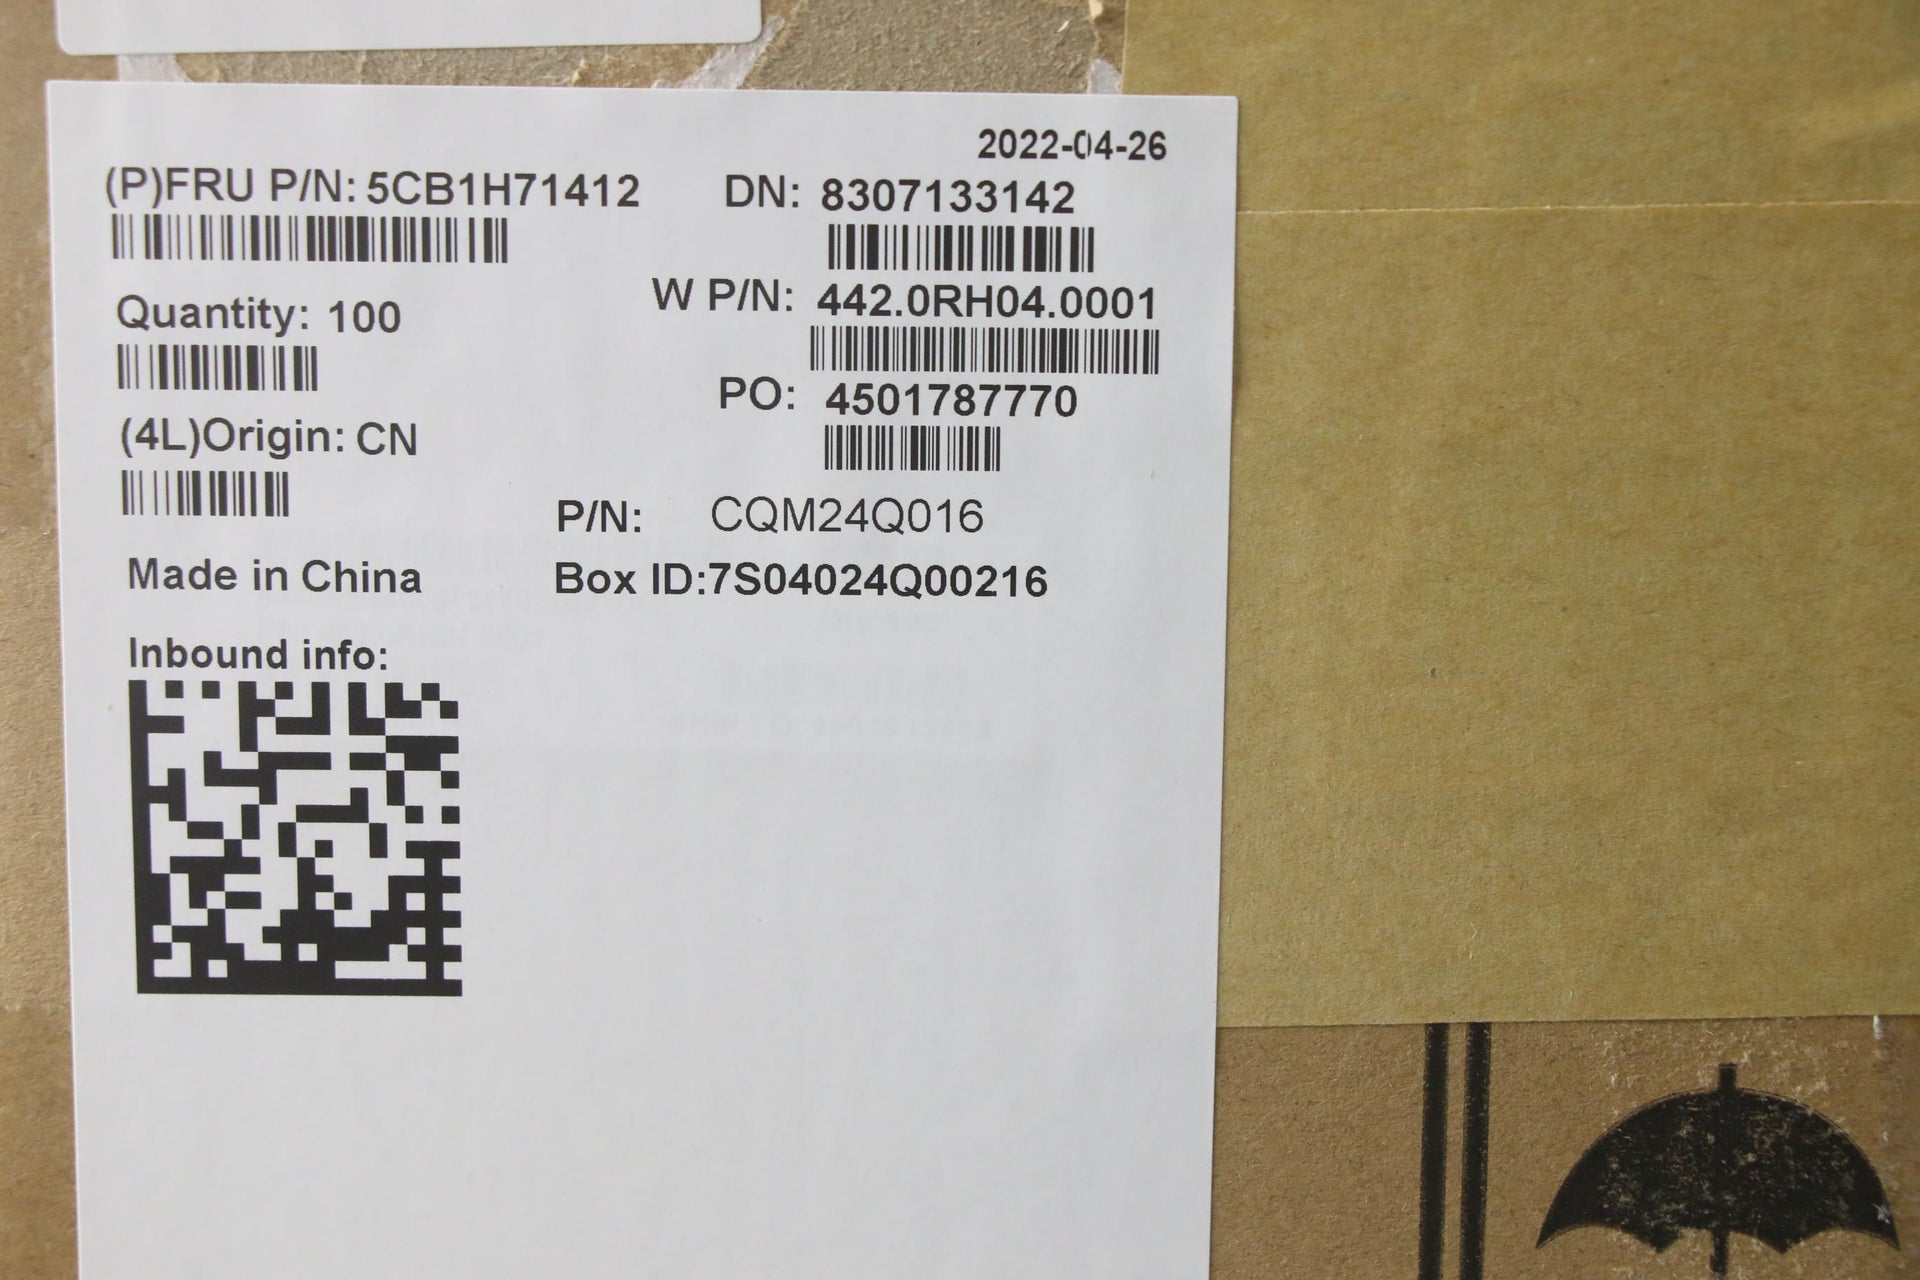 2022-04-26
(P)FRU P/N: 5CB1H71412
DN: 8307133142
Quantity: 100
W P/N: 442.0RH04.0001
PO: 4501787770
(4L)Origin: CN
P/N: CQM24Q016
Made in China
Box ID:7S04024Q00216
Inbound info: